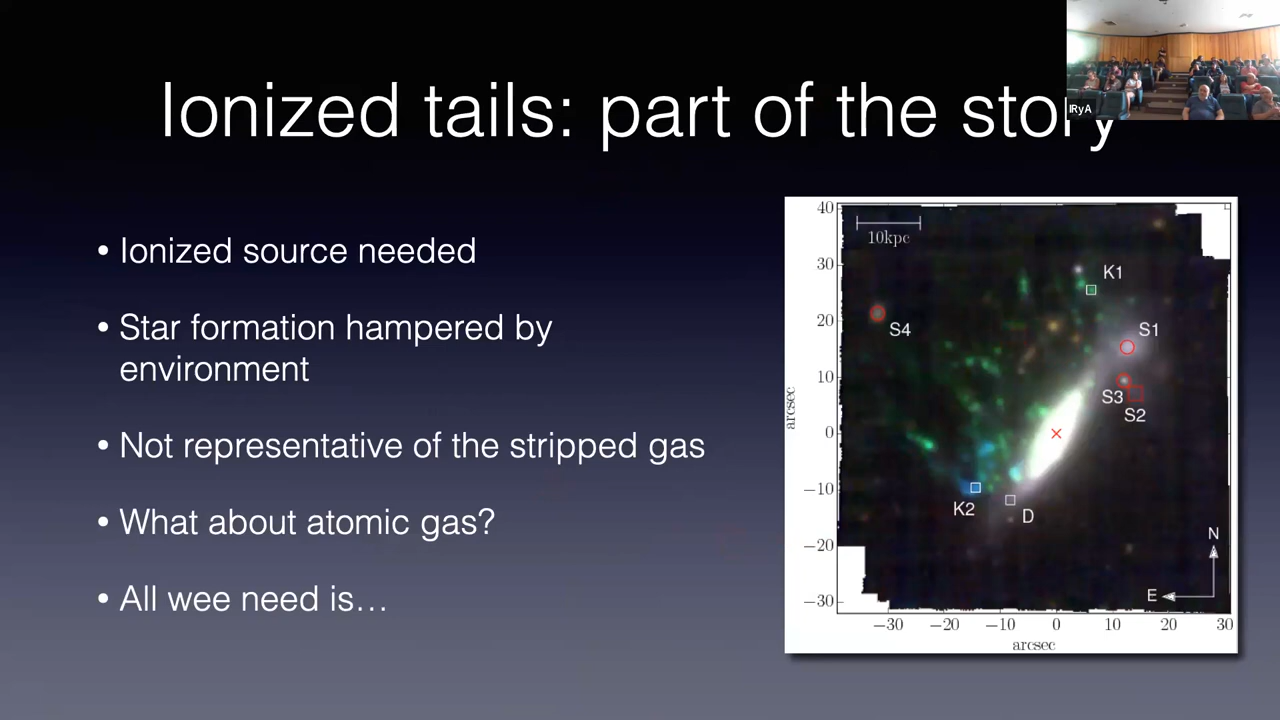 Ionized tails: part of the story
IRyA
• Ionized source needed
• Star formation hampered by
environment
• Not representative of the stripped gas
• What about atomic gas?
• All wee need is…
40
30
20
10
0
−10
−20
−30
arcsec
10kpc
K1
S4
S1
S3
S2
K2
D
N
E
−30 −20 −10 0 10 20 30
arcsec